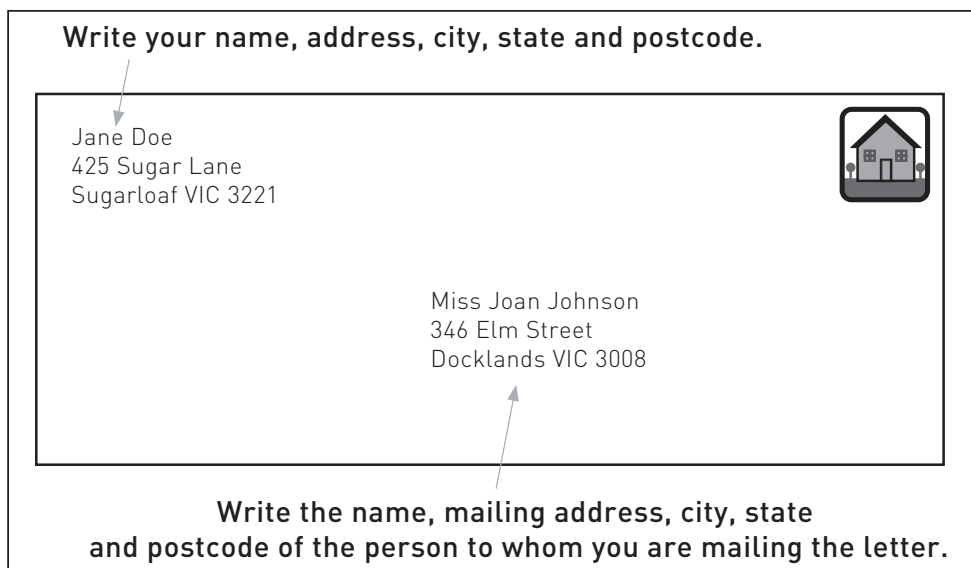 Write your name, address, city, state and postcode.
Jane Doe
425 Sugar Lane
Sugarloaf VIC 3221
Miss Joan Johnson
346 Elm Street
Docklands VIC 3008
Write the name, mailing address, city, state
and postcode of the person to whom you are mailing the letter.